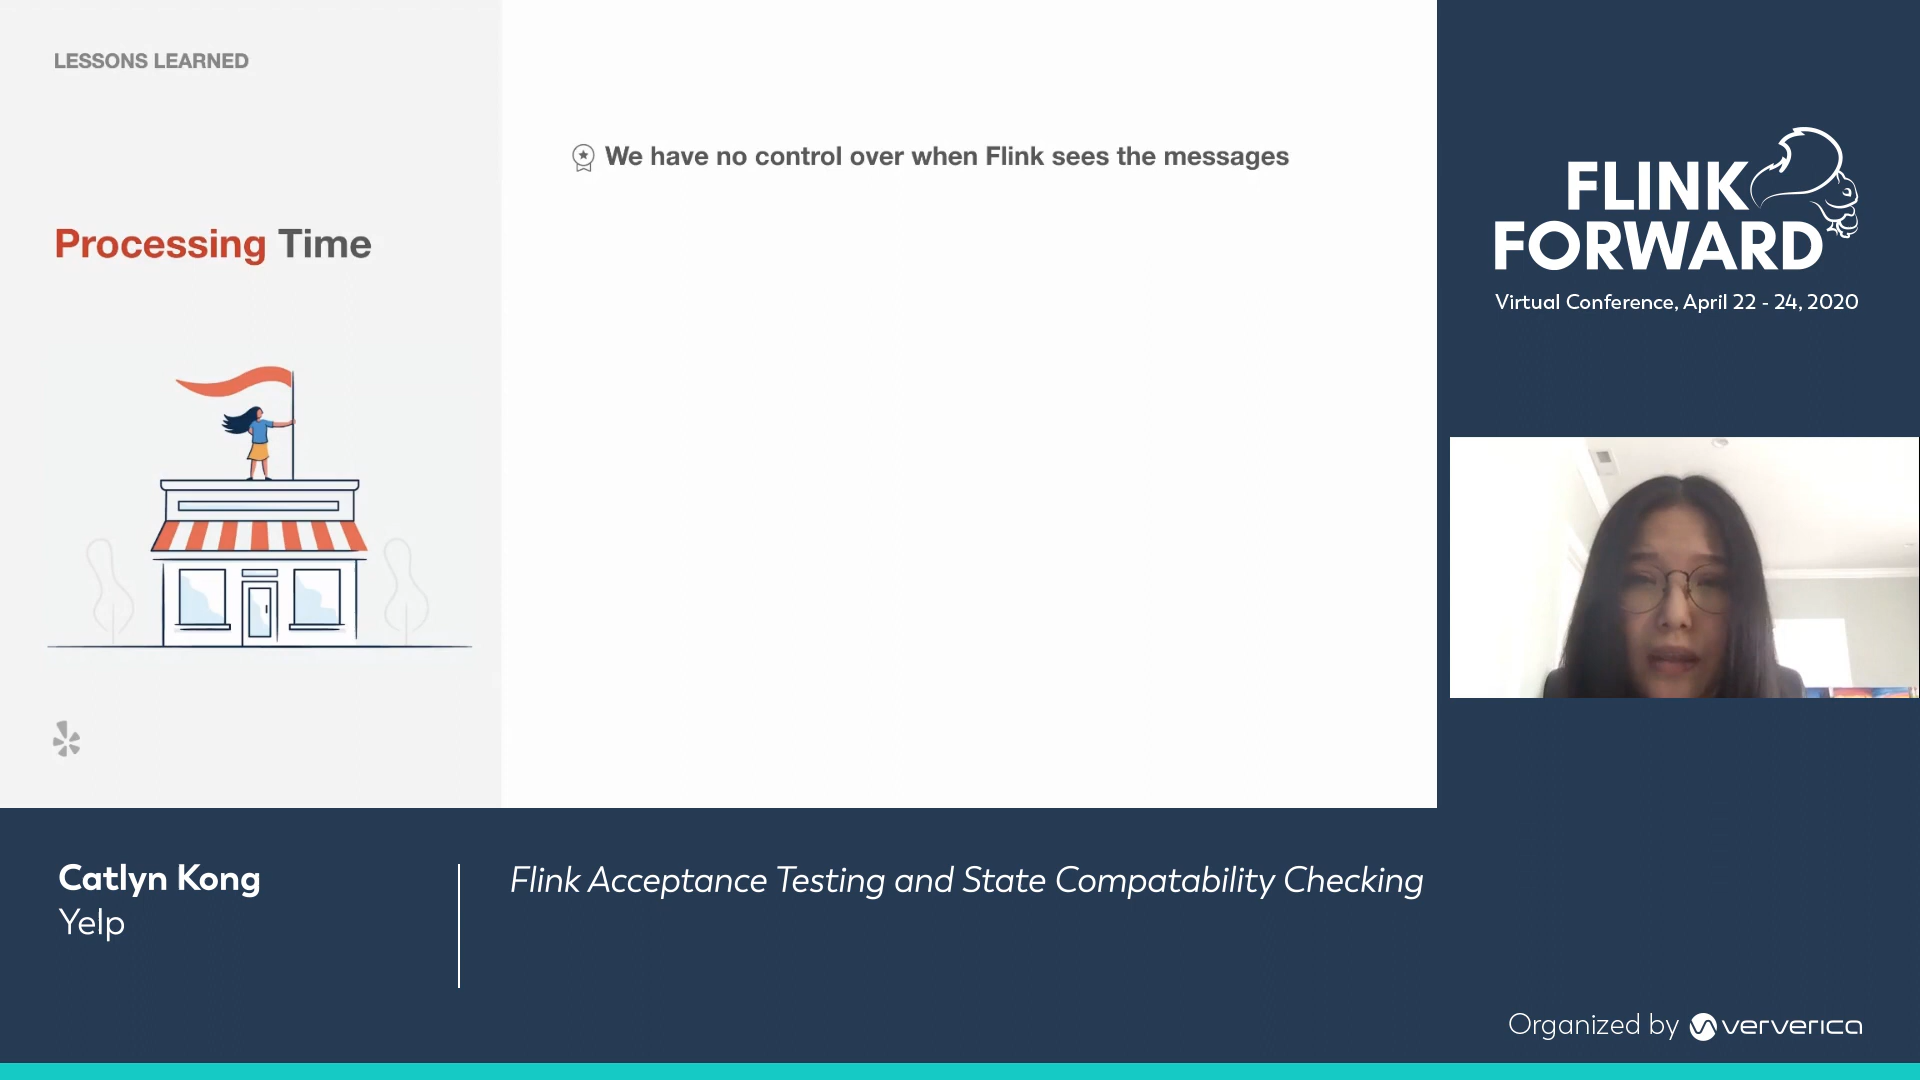 LESSONS LEARNED
We have no control over when Flink sees the messages
Processing Time
FLINK
FORWARD
Virtual Conference, April 22 - 24, 2020
Catlyn Kong
Yelp
Flink Acceptance Testing and State Compatability Checking
Organized by ververica